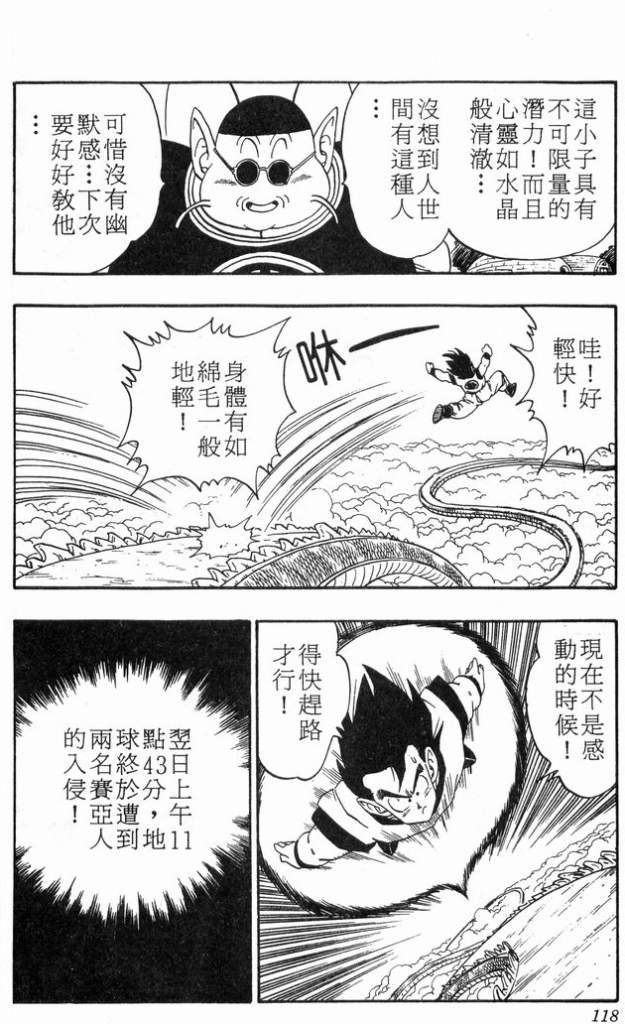 這小子具有
不可限量的
潛力！而且
心靈如水晶
般清澈…
沒想到人世
間有這種人
…
可惜沒有幽
默感…下次
要好好教他
…
哇！好
輕快！
咻
身體有如
綿毛一般
地輕！
現在不是感
動的時候！
得快趕路
才行！
翌日上午11
點43分，地
球終於遭到
兩名賽亞人
的入侵！
118